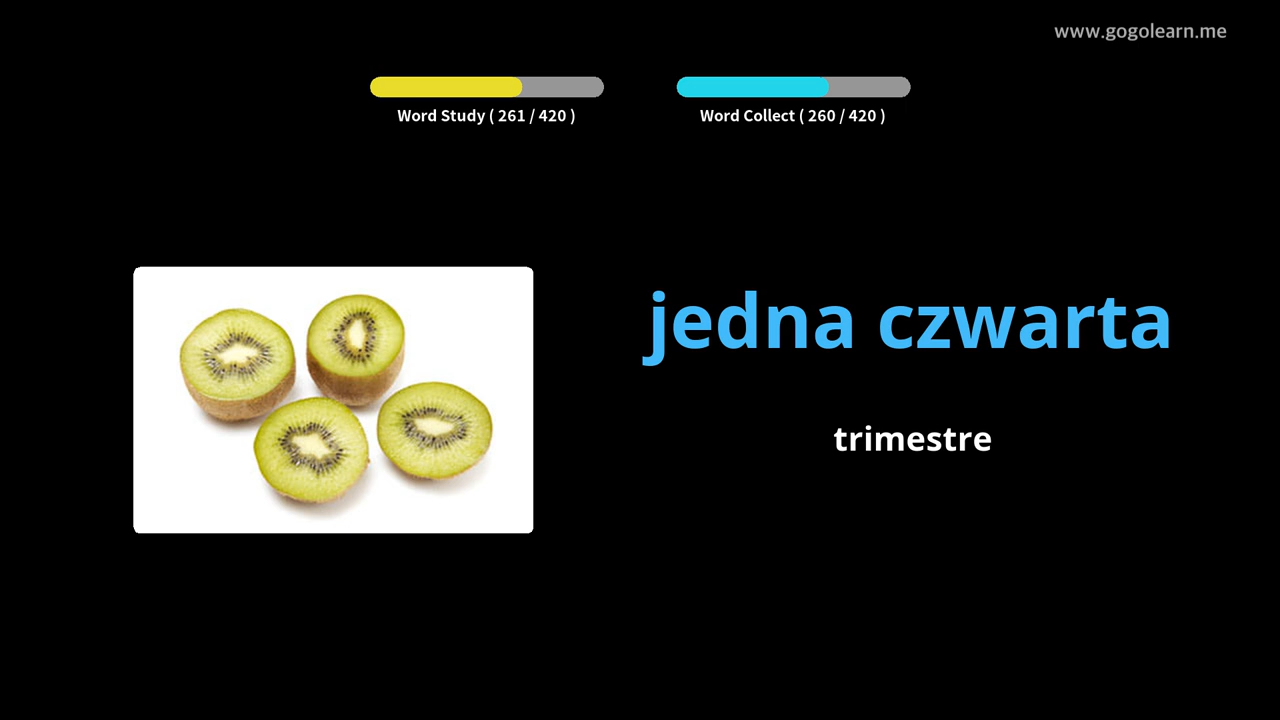 www.gogolearn.me
Word Study ( 261 / 420 )
Word Collect ( 260 / 420 )
jedna czwarta
trimestre